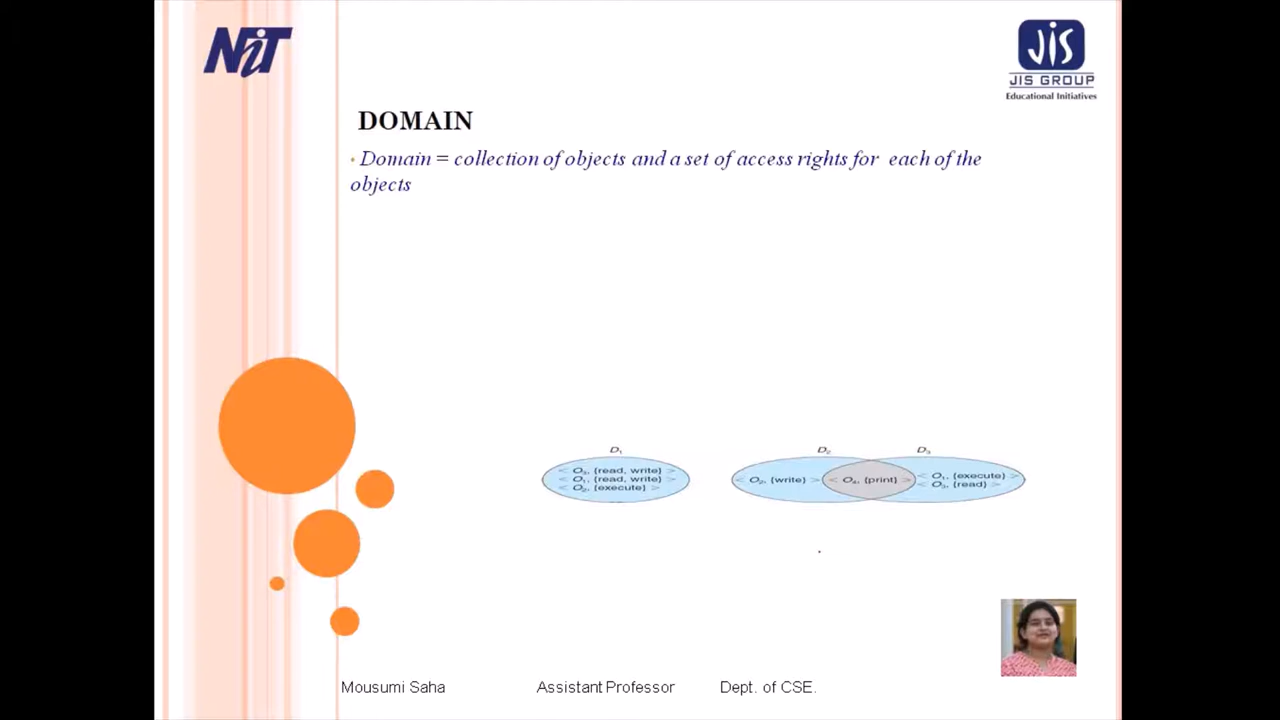 NiT
JiS
JIS GROUP
Educational Initiatives
DOMAIN
• Domain = collection of objects and a set of access rights for each of the
objects
D₁
< O₃, {read, write} >
< O₁, {read, write} >
< O₂, {execute} >
D₂
D₃
< O₂, {write} >
< O₄, {print} >
< O₁, {execute} >
< O₃, {read} >
Mousumi Saha Assistant Professor Dept. of CSE.